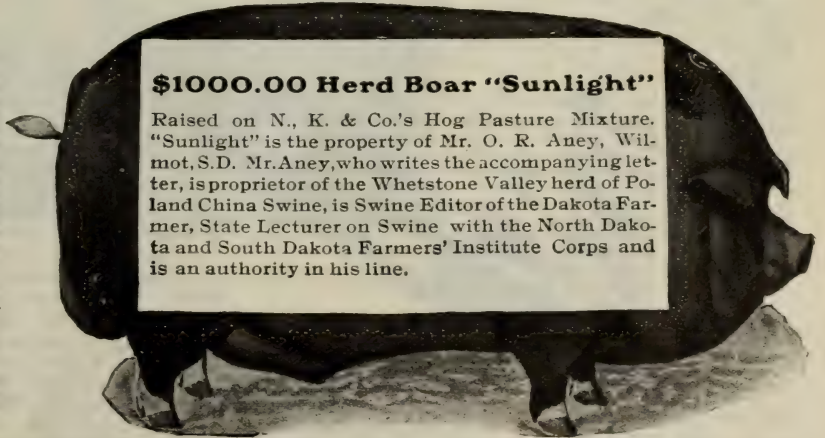 $1000.00 Herd Boar “Sunlight”
Raised on N., K. & Co.'s Hog Pasture Mixture.
“Sunlight” is the property of Mr. O. R. Aney, Wil-
mot, S.D. Mr. Aney, who writes the accompanying let-
ter, is proprietor of the Whetstone Valley herd of Po-
land China Swine, is Swine Editor of the Dakota Far-
mer, State Lecturer on Swine with the North Dako-
ta and South Dakota Farmers' Institute Corps and
is an authority in his line.